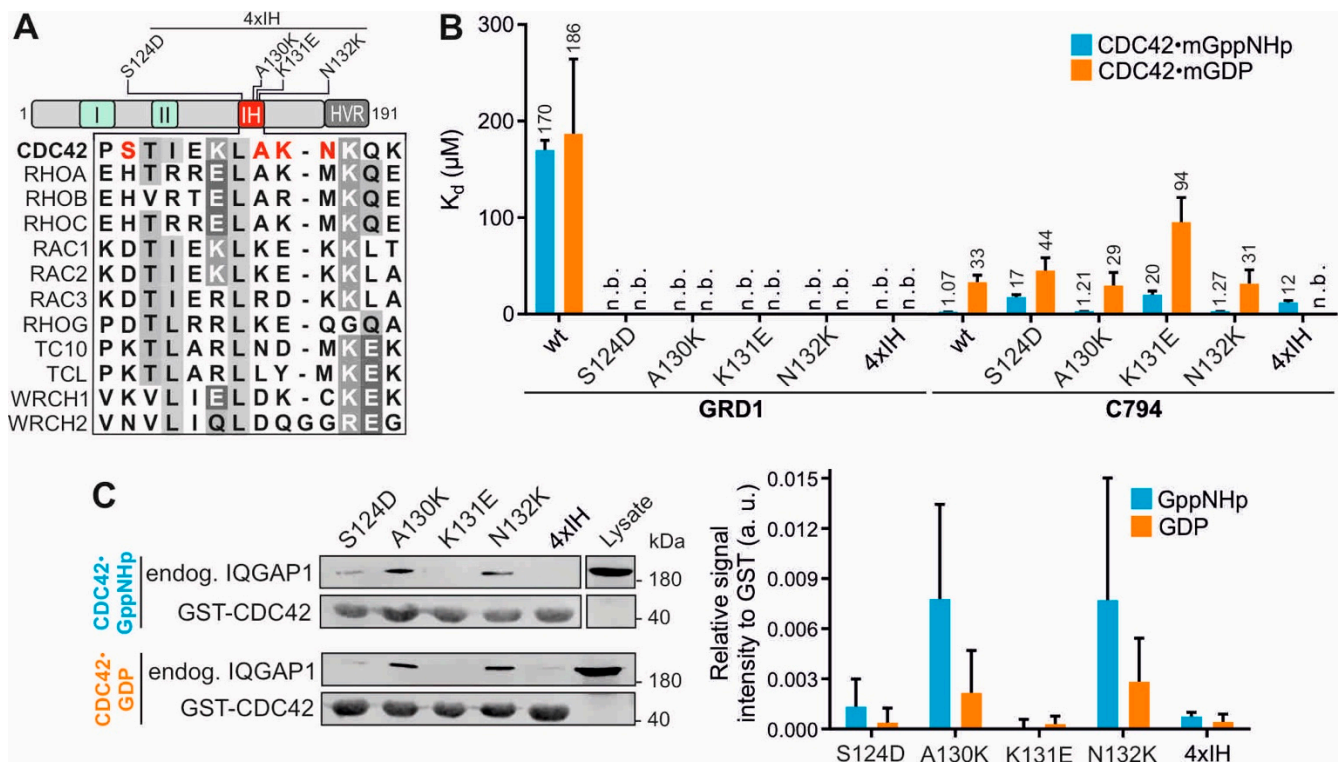 A
4xIH
S124D
A130K
K131E
N132K
1 I II IH HVR 191
CDC42 P S T I E K L A K - N K Q K
RHOA E H T R R E L A K - M K Q E
RHOB E H V R T E L A R - M K Q E
RHOC E H T R R E L A K - M K Q E
RAC1 K D T I E K L K E - K K L T
RAC2 K D T I E K L K E - K K L A
RAC3 K D T I E R L R D - K K L A
RHOG P D T L R R L K E - Q G Q A
TC10 P K T L A R L N D - M K E K
TCL P K T L A R L L Y - M K E K
WRCH1 V K V L I E L D K - C K E K
WRCH2 V N V L I Q L D Q G G R E G
B
Kd (µM)
300
200
100
0
CDC42•mGppNHp
CDC42•mGDP
170 186 n.b. n.b. n.b. n.b. n.b. n.b. n.b. n.b. n.b. n.b. 1.07 33 17 44 1.21 29 20 94 1.27 31 12 n.b.
wt S124D A130K K131E N132K 4xIH wt S124D A130K K131E N132K 4xIH
GRD1 C794
C
S124D A130K K131E N132K 4xIH Lysate
kDa
CDC42•
GppNHp
endog. IQGAP1 - 180
GST-CDC42 - 40
CDC42•
GDP
endog. IQGAP1 - 180
GST-CDC42 - 40
Relative signal
intensity to GST (a. u.)
0.015
0.012
0.009
0.006
0.003
0.000
GppNHp
GDP
S124D A130K K131E N132K 4xIH